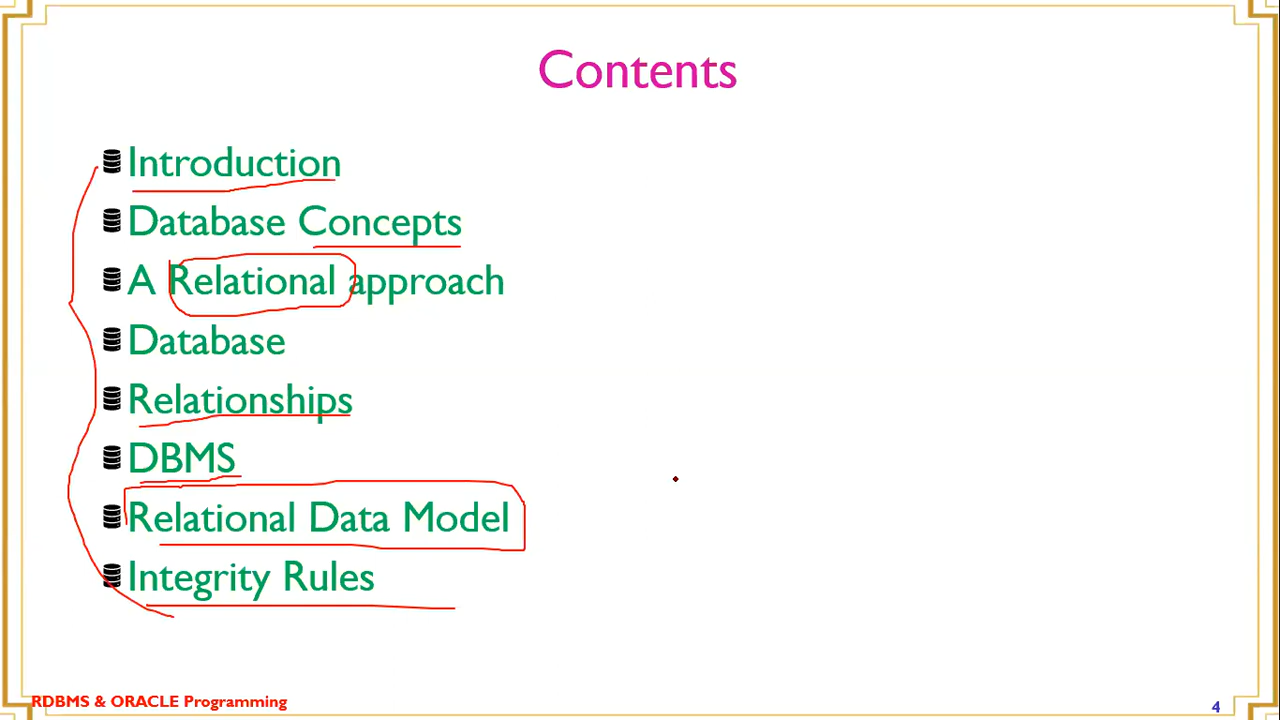 Contents
Introduction
Database Concepts
A Relational approach
Database
Relationships
DBMS
Relational Data Model
Integrity Rules
RDBMS & ORACLE Programming
4